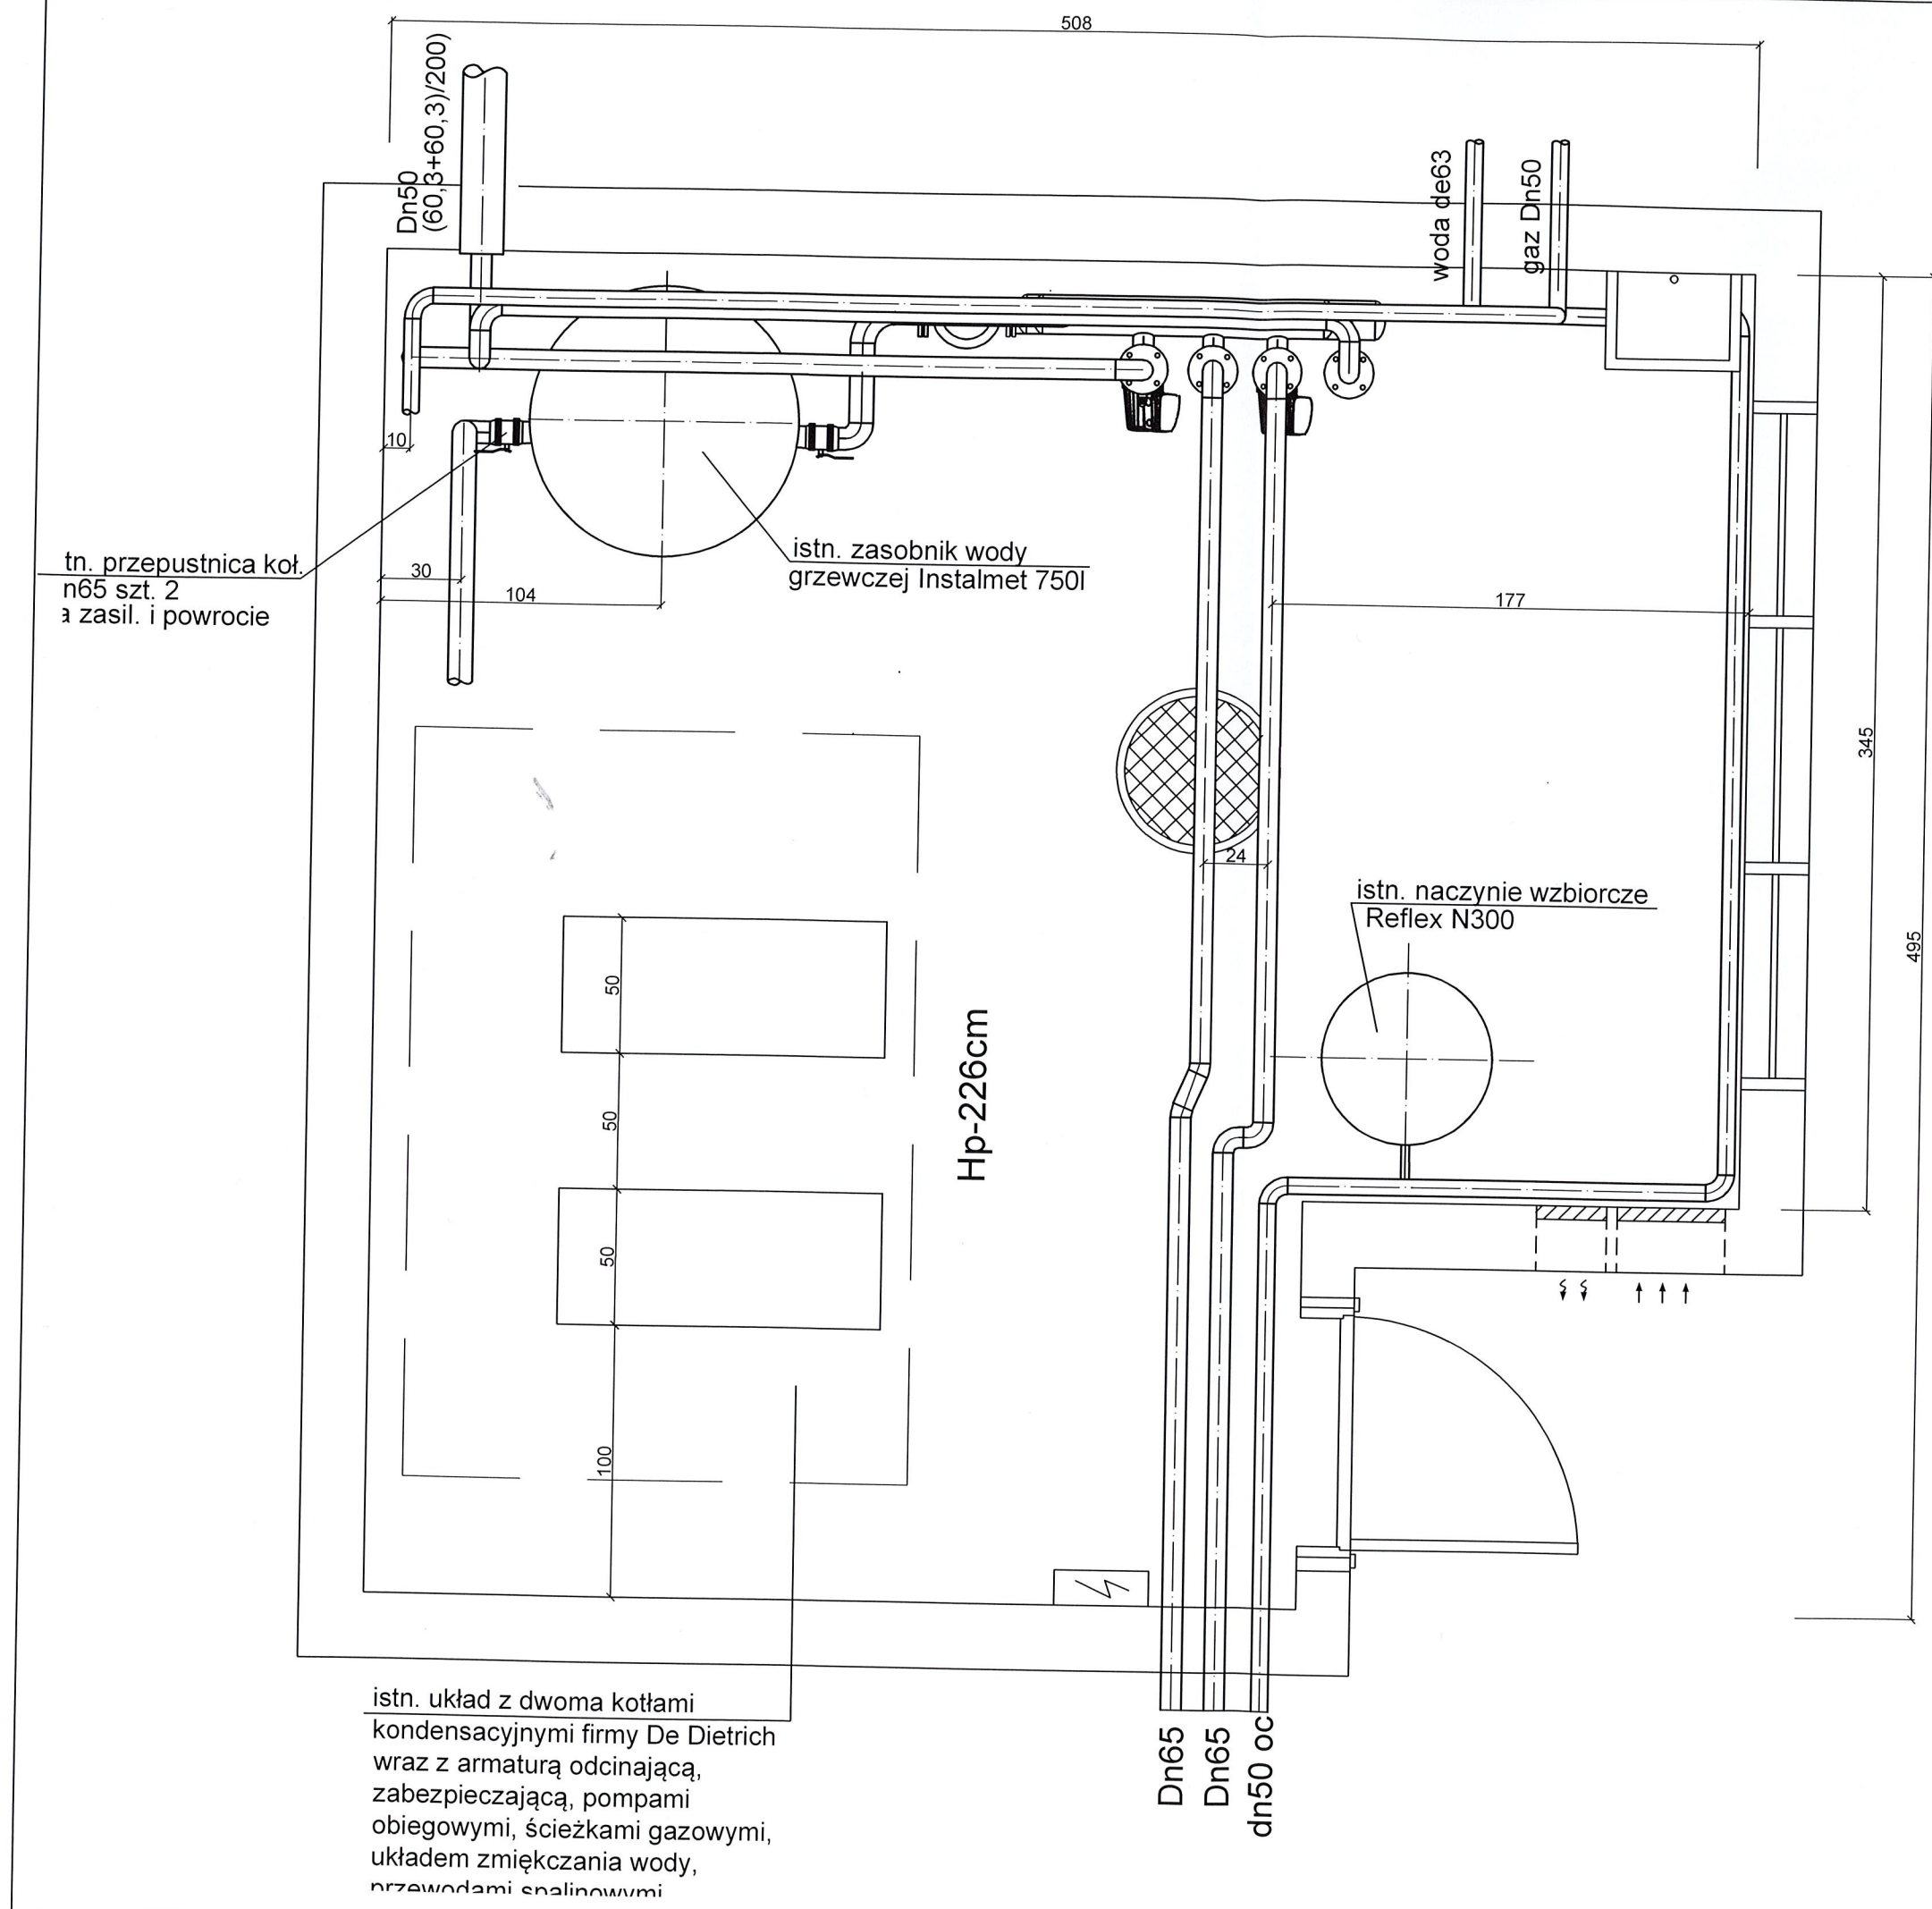 508
Dn50
(60,3+60,3)/200)
woda de63
gaz Dn50
10
tn. przepustnica koł.
n65 szt. 2
a zasil. i powrocie
30
104
istn. zasobnik wody
grzewczej Instalmet 750l
177
345
495
24
istn. naczynie wzbiorcze
Reflex N300
50
50
50
100
Hp-226cm
istn. układ z dwoma kotłami
kondensacyjnymi firmy De Dietrich
wraz z armaturą odcinającą,
zabezpieczającą, pompami
obiegowymi, ścieżkami gazowymi,
układem zmiękczania wody,
przewodami spalinowymi
Dn65
Dn65
dn50 oc